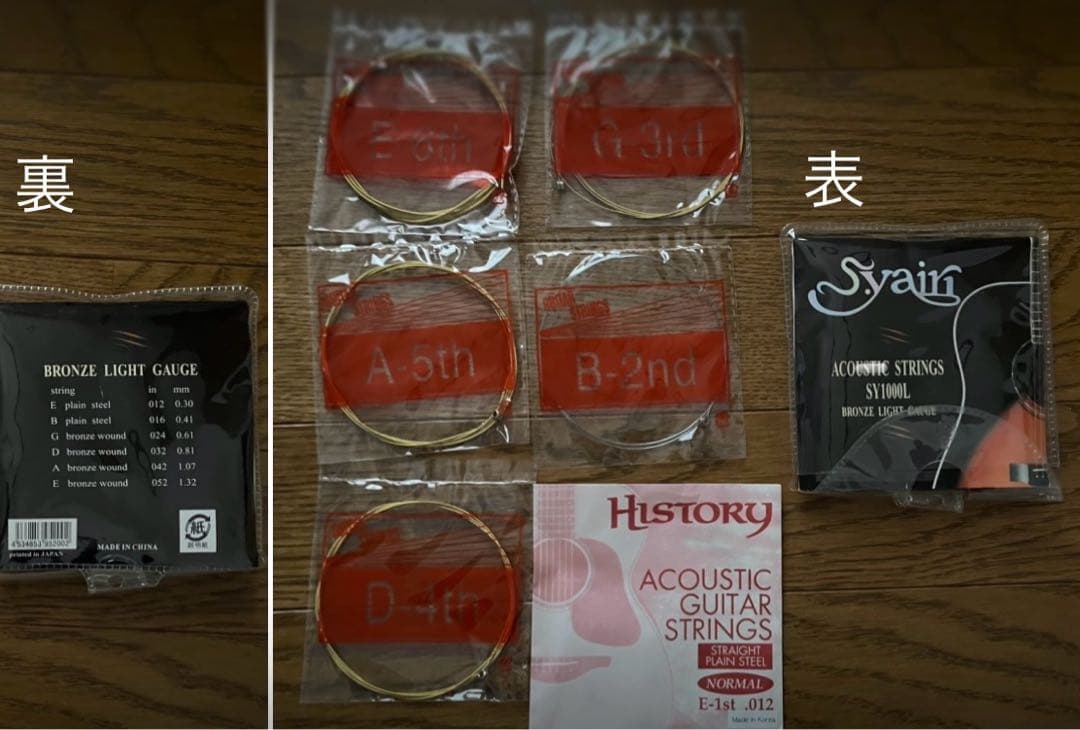 裏
BRONZE LIGHT GAUGE
string in mm
E plain steel 012 0.30
B plain steel 016 0.41
G bronze wound 024 0.61
D bronze wound 032 0.81
A bronze wound 042 1.07
E bronze wound 052 1.32
4534853952002
printed in JAPAN
MADE IN CHINA
紙
E-6th
G-3rd
A-5th
B-2nd
STRINGS
D-4th
HISTORY
ACOUSTIC
GUITAR
STRINGS
STRAIGHT
PLAIN STEEL
NORMAL
E-1st .012
Made in Korea
表
S.yairi
ACOUSTIC STRINGS
SY1000L
BRONZE LIGHT GAUGE